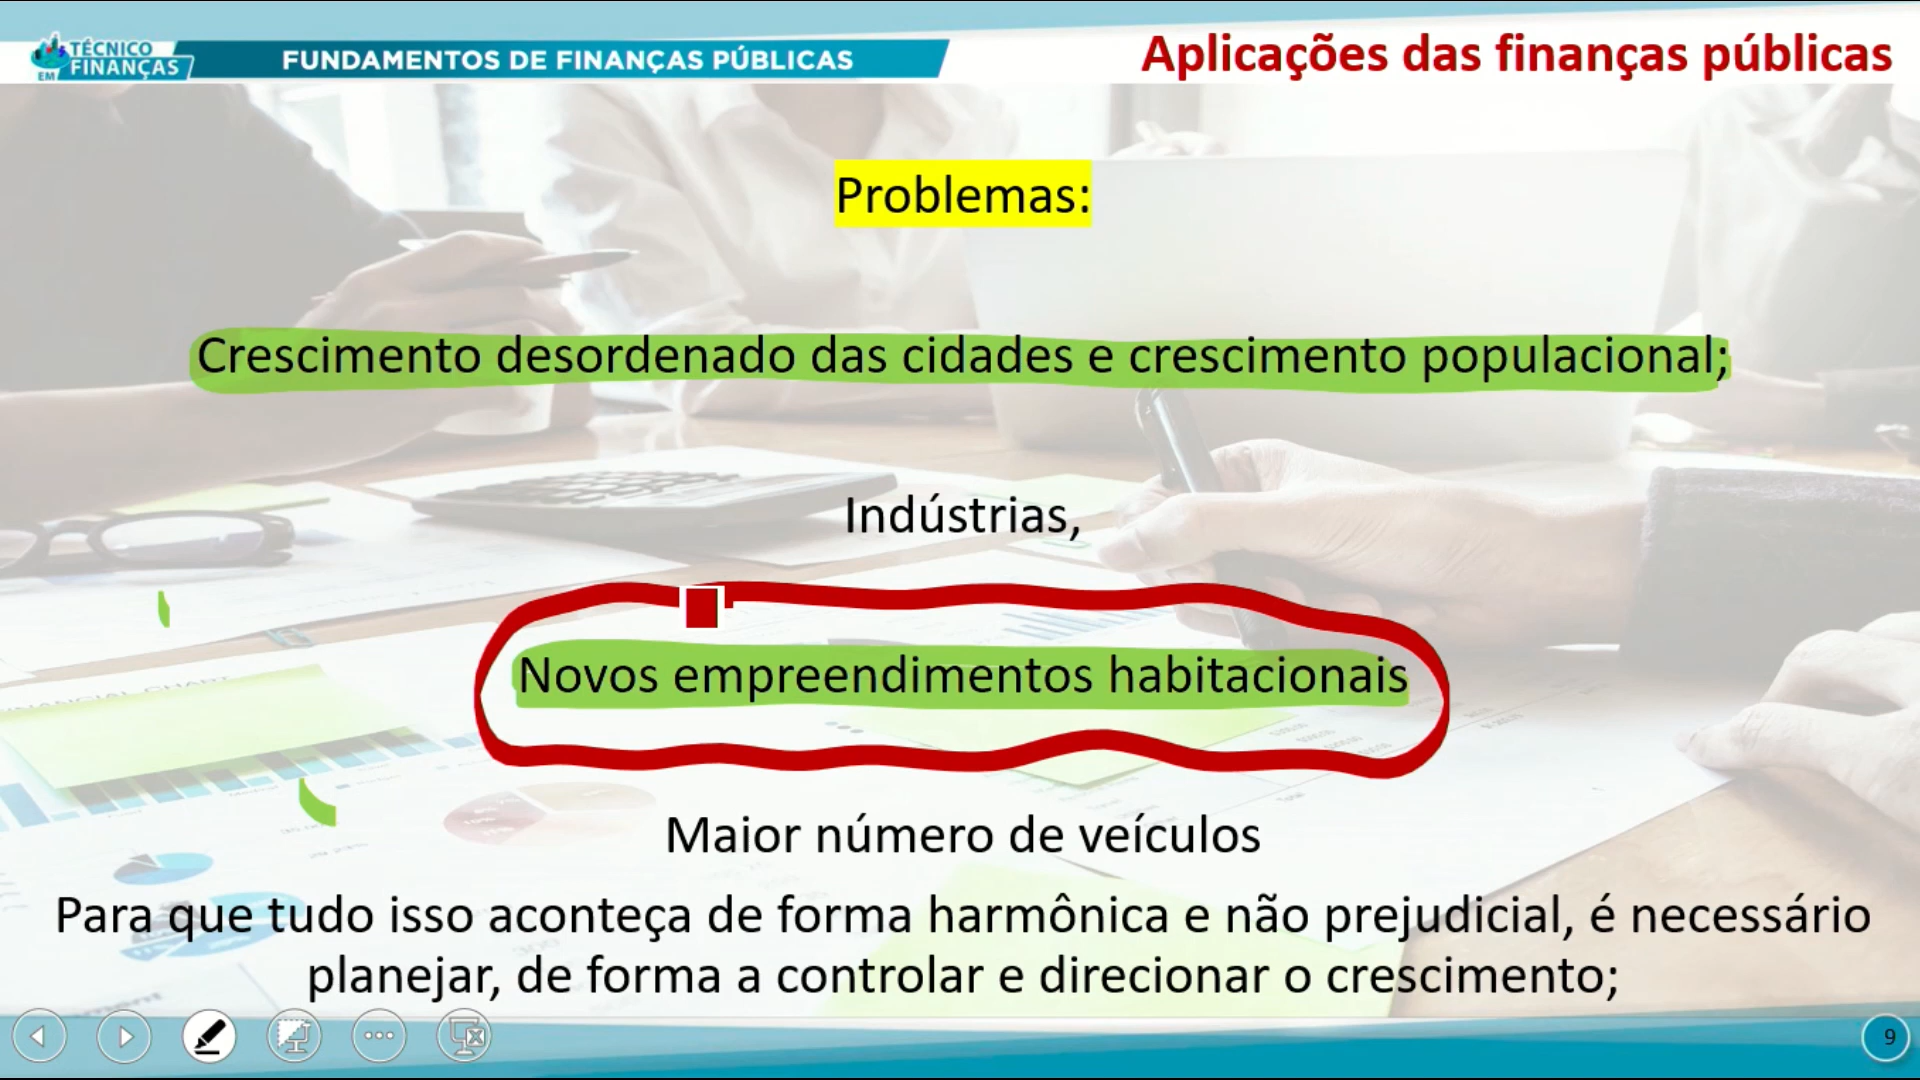 TÉCNICO
EM FINANÇAS
FUNDAMENTOS DE FINANÇAS PÚBLICAS
Aplicações das finanças públicas
Problemas:
Crescimento desordenado das cidades e crescimento populacional;
Indústrias,
Novos empreendimentos habitacionais
Maior número de veículos
Para que tudo isso aconteça de forma harmônica e não prejudicial, é necessário
planejar, de forma a controlar e direcionar o crescimento;
9